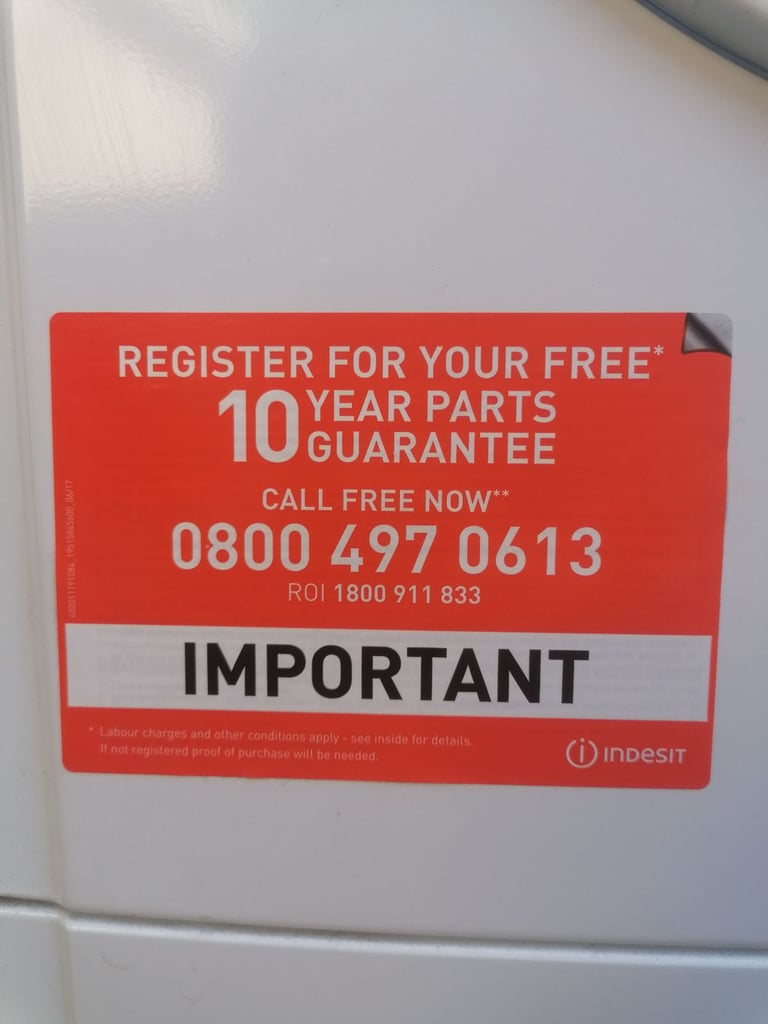 REGISTER FOR YOUR FREE*
10 YEAR PARTS
GUARANTEE
CALL FREE NOW**
0800 497 0613
ROI 1800 911 833
IMPORTANT
* Labour charges and other conditions apply - see inside for details.
If not registered proof of purchase will be needed.
INDESIT